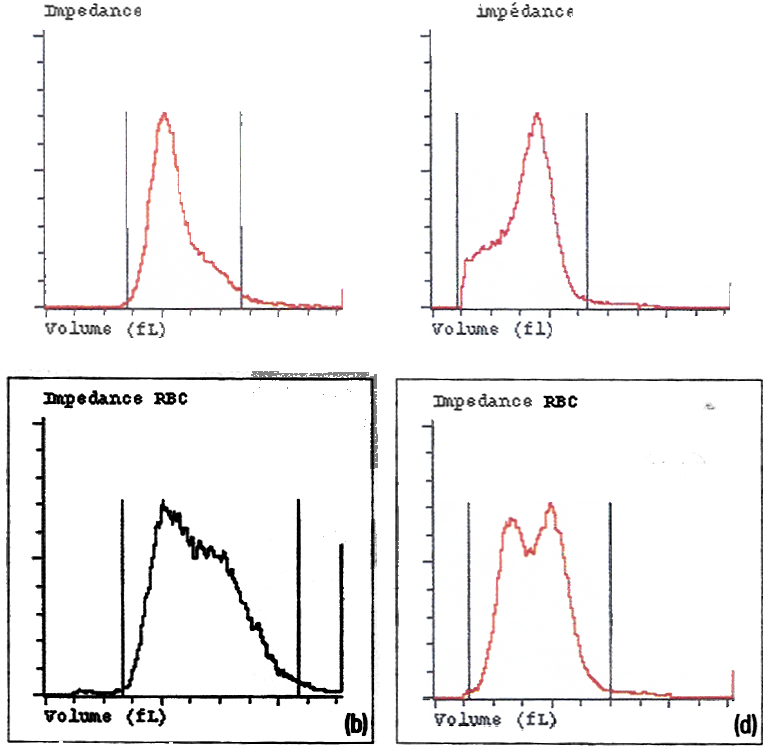 Impedance
impédance
Volume (fL)
Volume (fl)
Impedance RBC
Impedance RBC
Volume (fL)
(b)
Volume (fL)
(d)